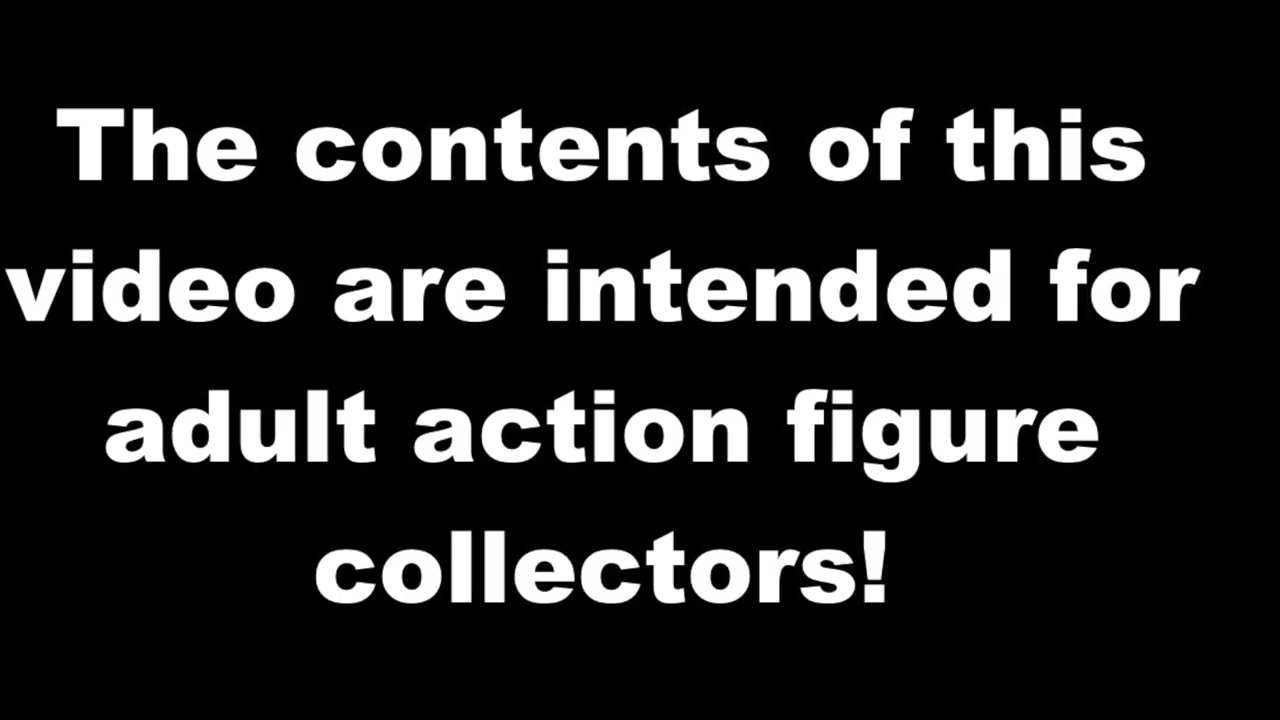 The contents of this
video are intended for
adult action figure
collectors!